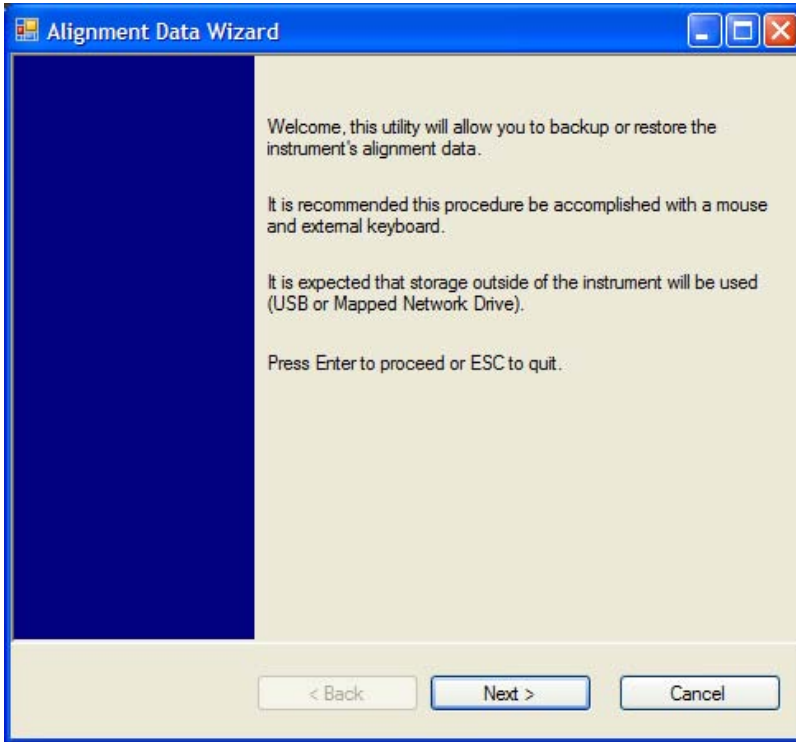 Alignment Data Wizard
Welcome, this utility will allow you to backup or restore the
instrument's alignment data.
It is recommended this procedure be accomplished with a mouse
and external keyboard.
It is expected that storage outside of the instrument will be used
(USB or Mapped Network Drive).
Press Enter to proceed or ESC to quit.
< Back
Next >
Cancel